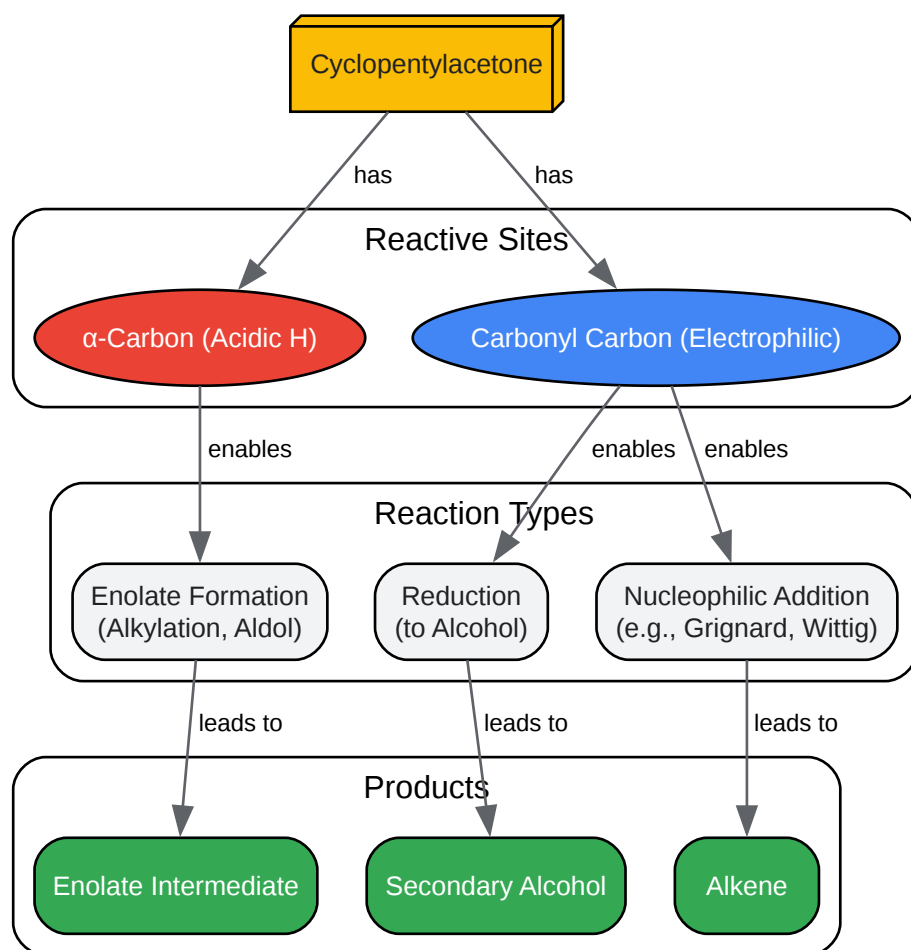 Cyclopentylacetone
has
has
Reactive Sites
α-Carbon (Acidic H)
Carbonyl Carbon (Electrophilic)
enables
enables
enables
Reaction Types
Enolate Formation
(Alkylation, Aldol)
Reduction
(to Alcohol)
Nucleophilic Addition
(e.g., Grignard, Wittig)
leads to
leads to
leads to
Products
Enolate Intermediate
Secondary Alcohol
Alkene